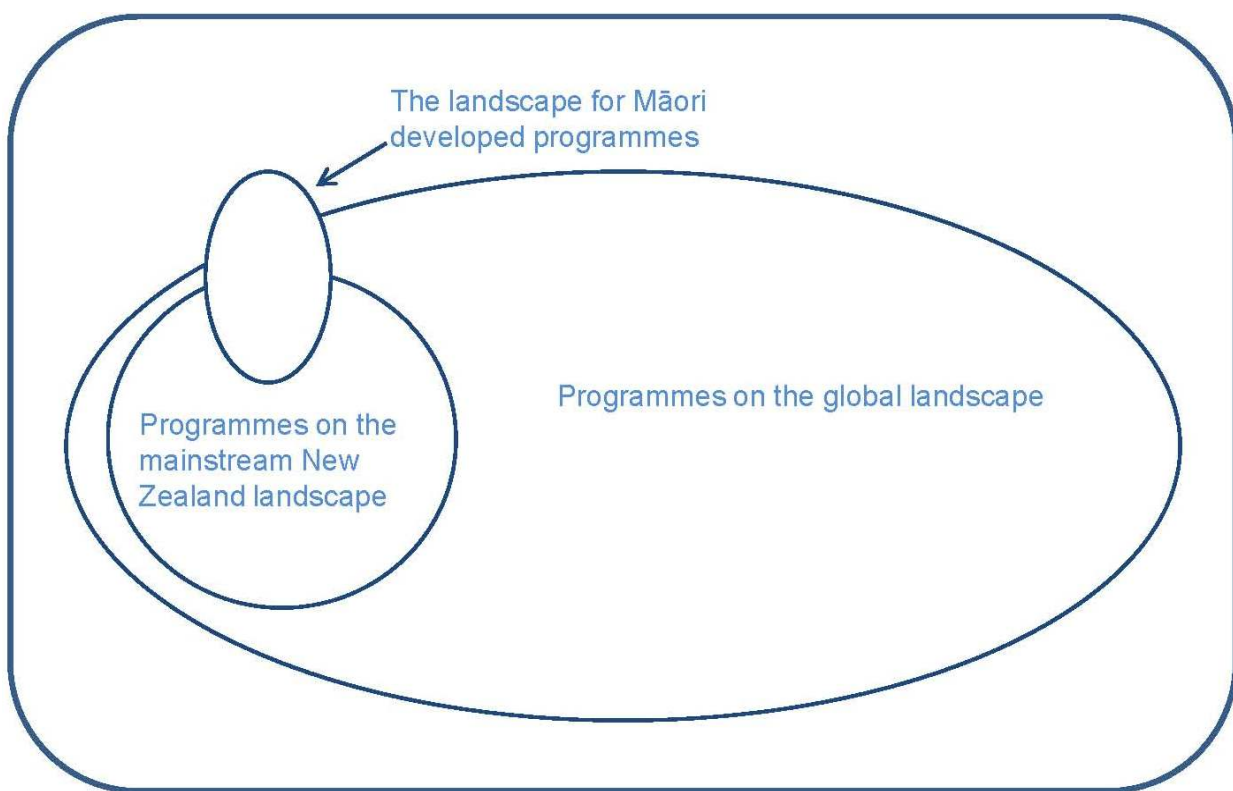 The landscape for Māori
developed programmes
Programmes on the global landscape
Programmes on the
mainstream New
Zealand landscape